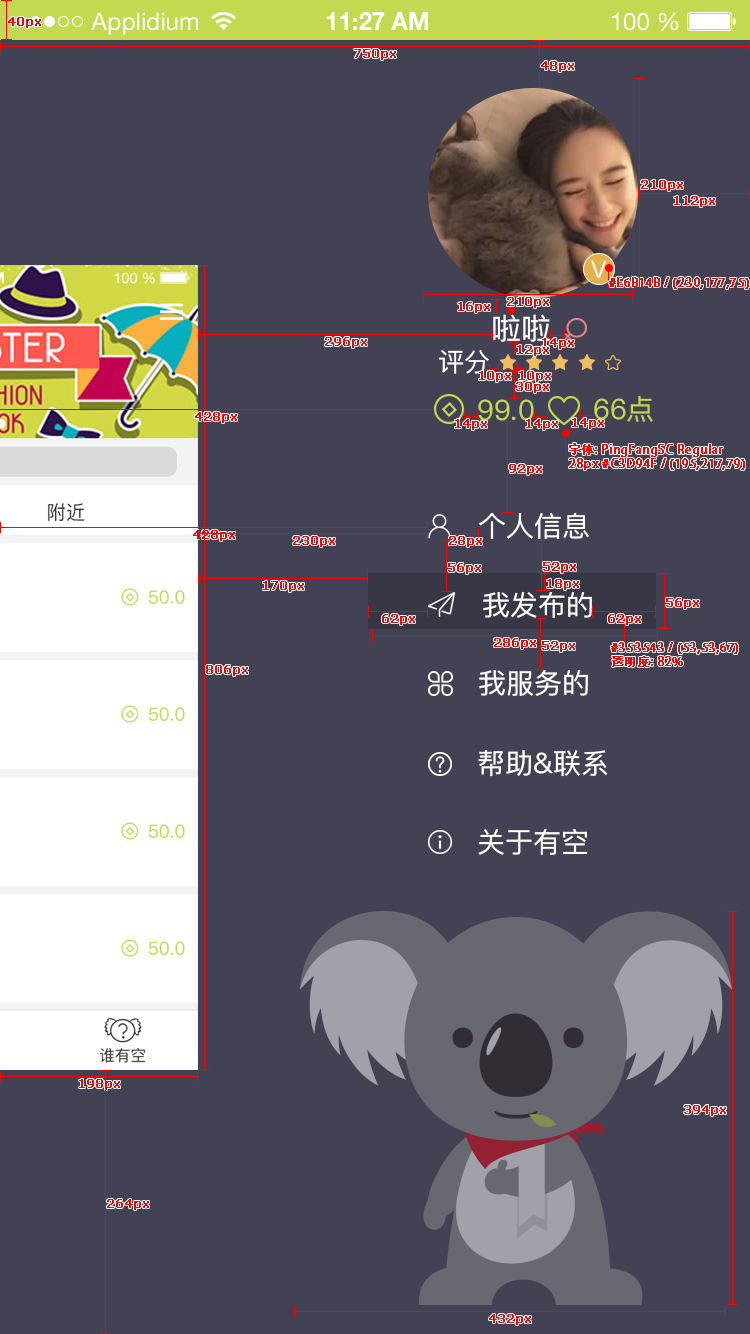 40px
Applidium
11:27 AM
100 %
750px
48px
210px
112px
V
#E6B14B / (230,177,75)
100 %
16px
210px
STER
HION
OK
296px
啦啦
14px
12px
评分
10px
10px
30px
99.0
66点
428px
14px
14px
14px
字体: PingFangSC Regular
28px #C3D94F / (195,217,79)
92px
附近
个人信息
428px
230px
28px
56px
52px
170px
18px
50.0
我发布的
56px
62px
62px
286px
52px
#353543 / (53,53,67)
透明度: 82%
806px
我服务的
50.0
帮助&联系
50.0
关于有空
50.0
谁有空
198px
394px
264px
432px